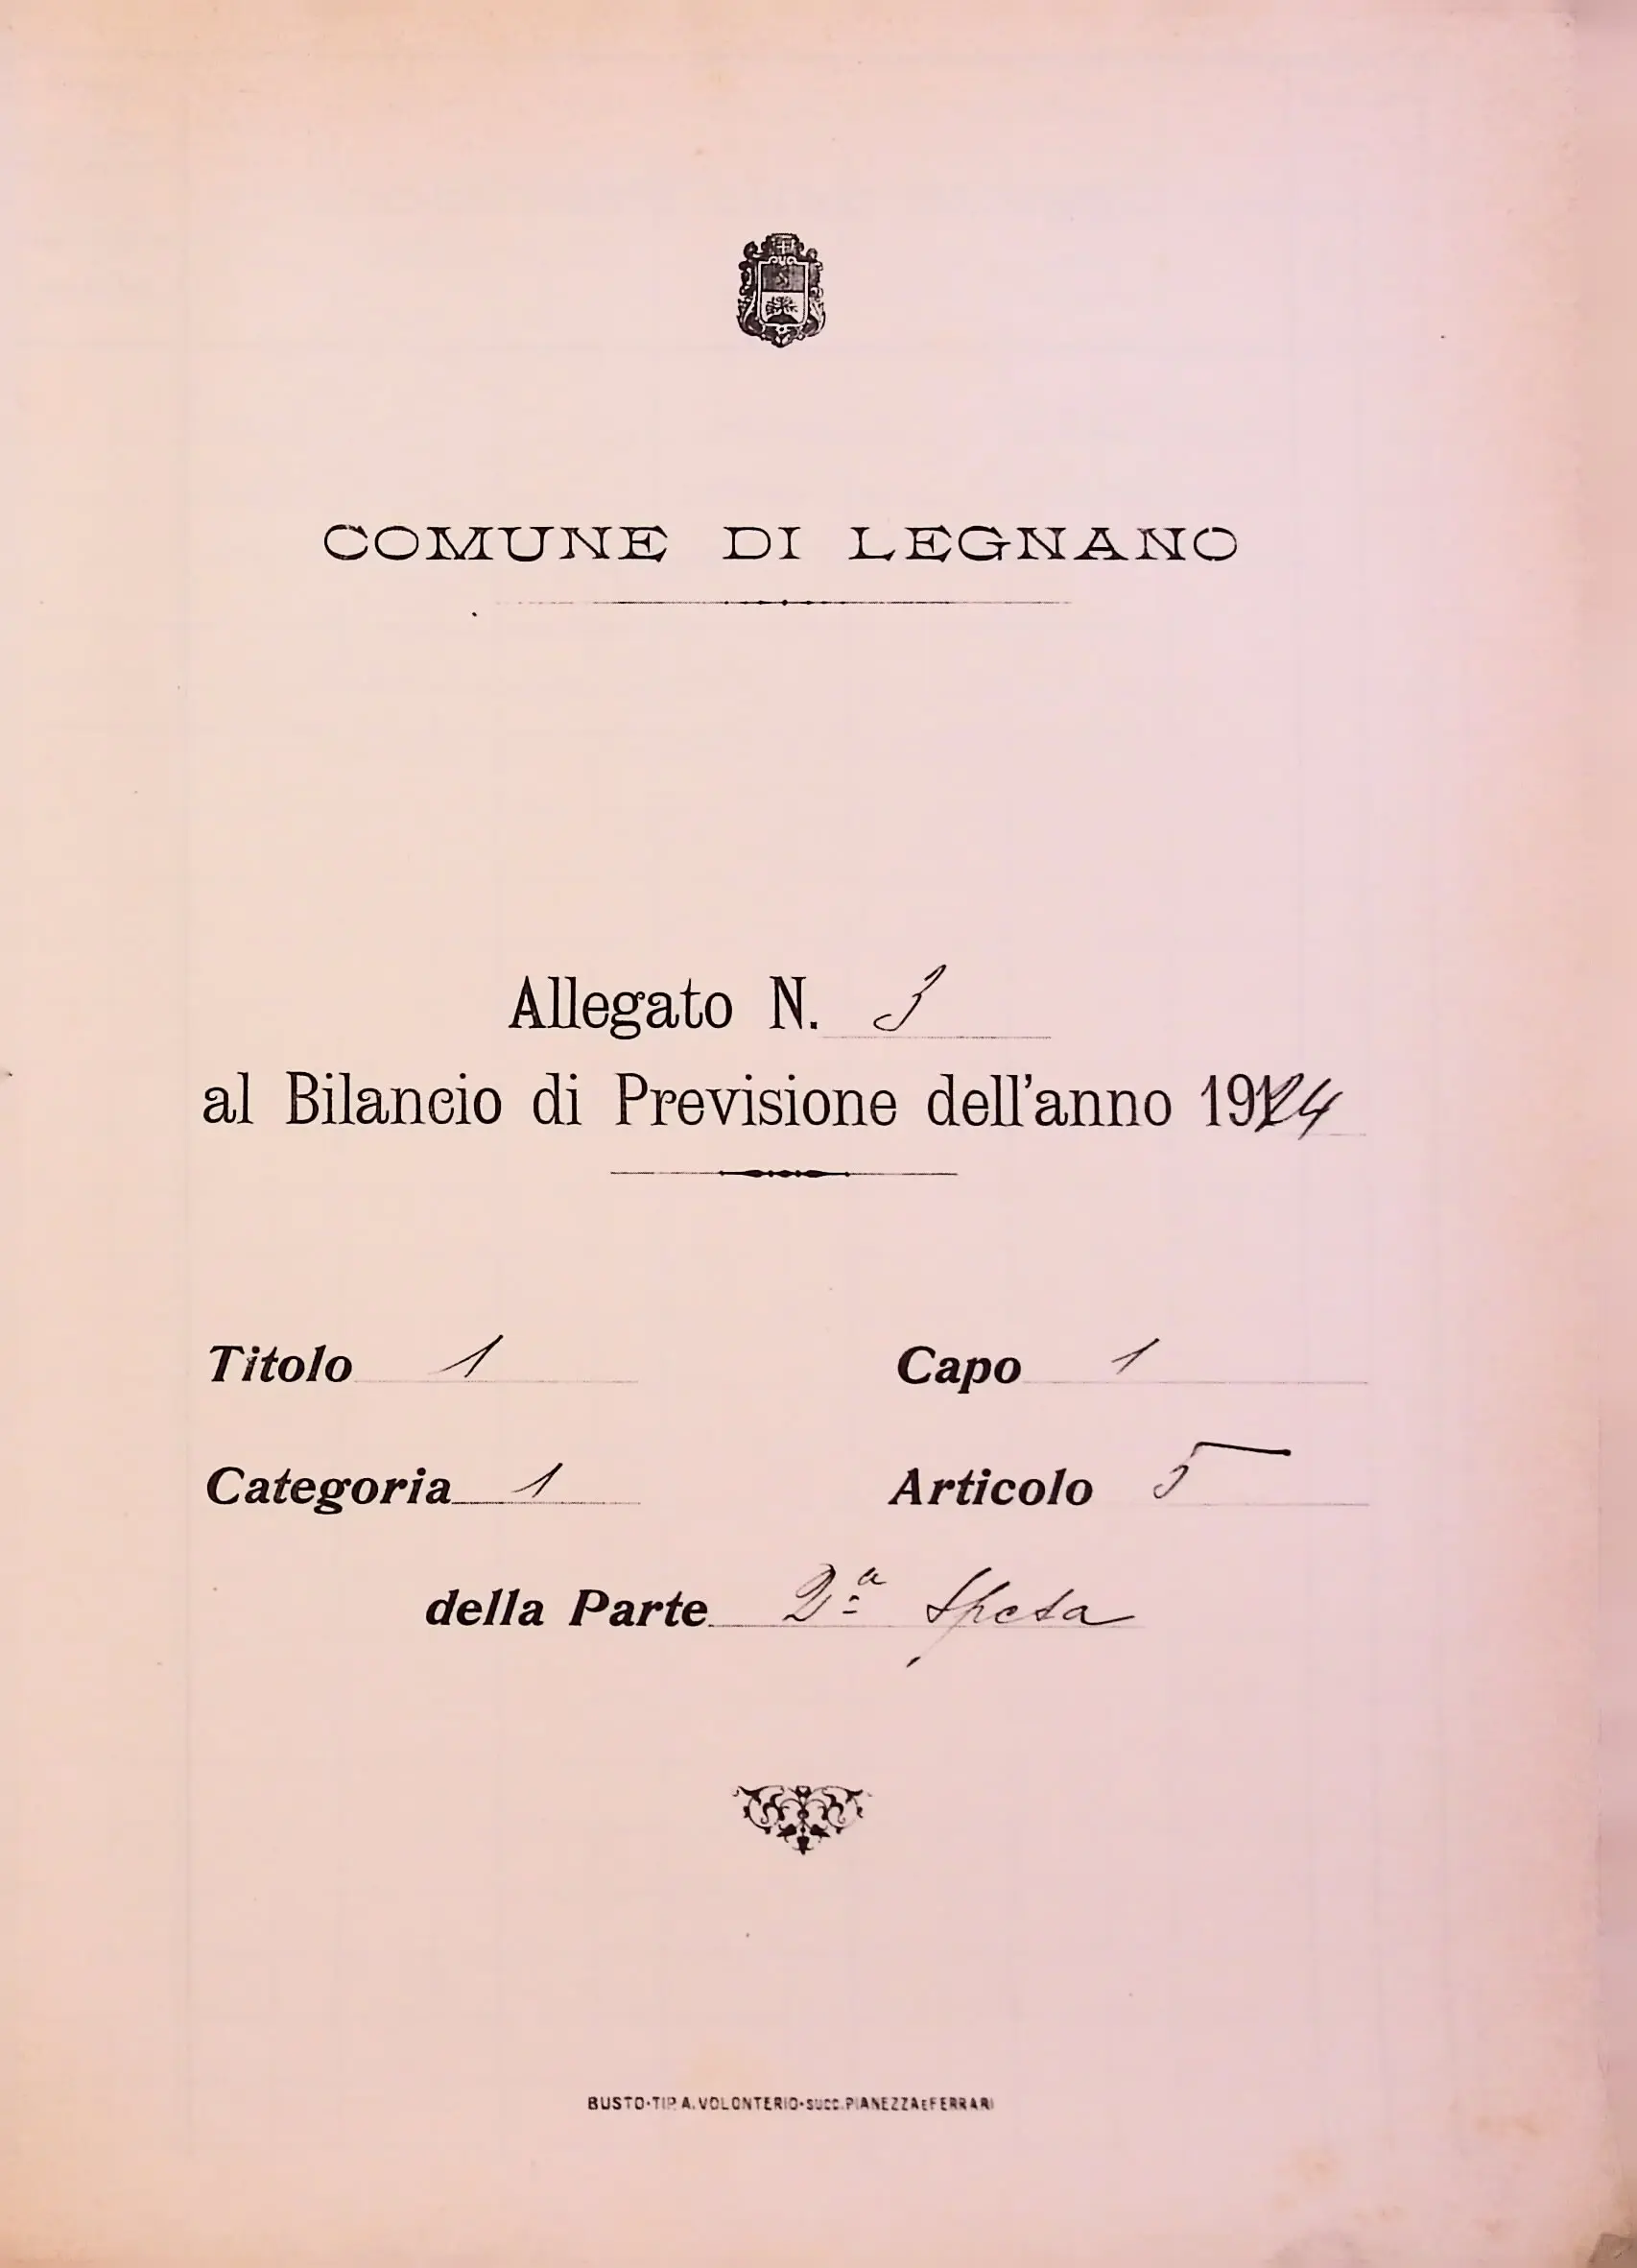 COMUNE DI LEGNANO
Allegato N. 3
al Bilancio di Previsione dell'anno 1924
Titolo 1 Capo 1
Categoria 1 Articolo 5
della Parte 2ª Spesa
BUSTO-TIP. A. VOLONTERIO-SUCC. PIANEZZA E FERRARI